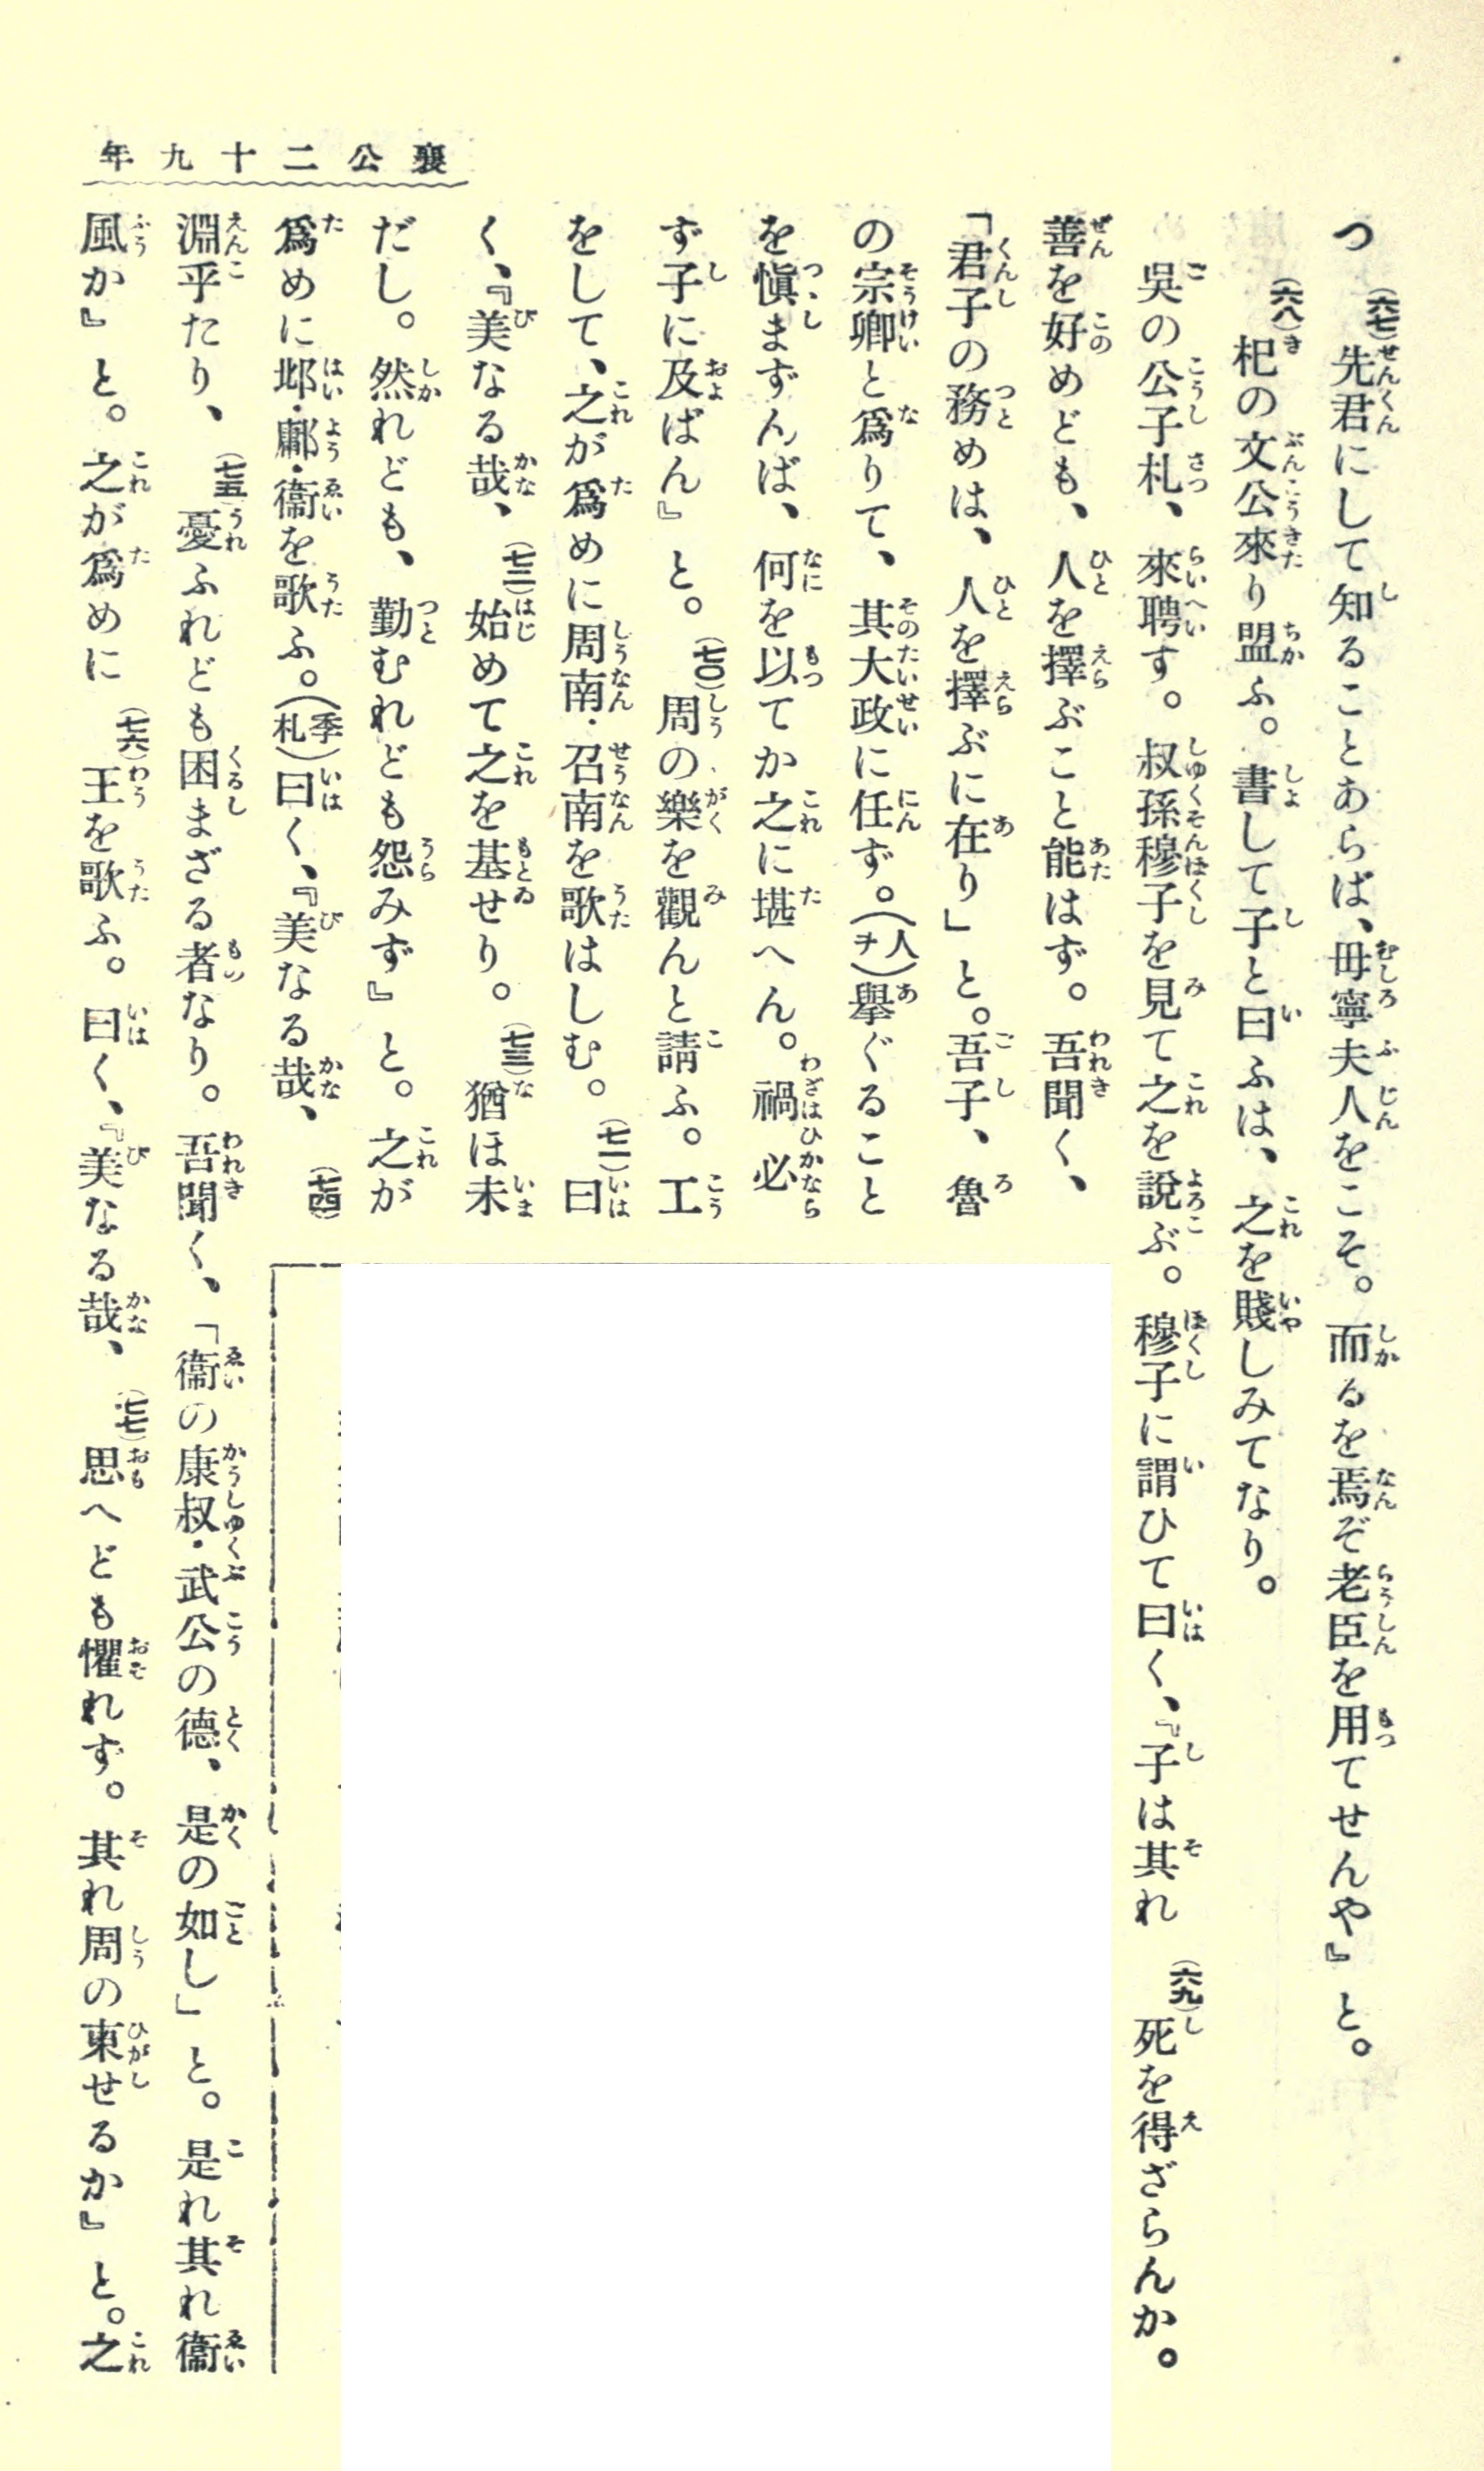 襄公二十九年
つ(六七)先君にして知ることあらば、毋寧夫人をこそ。而るを焉ぞ老臣を用てせんや』と。
(六八)杞の文公來り盟ふ。書して子と曰ふは、之を賤しみてなり。
吳の公子札、來聘す。叔孫穆子を見て之を說ぶ。穆子に謂ひて曰く、『子は其れ(六九)死を得ざらんか。
善を好めども、人を擇ぶこと能はず。吾聞く、
「君子の務めは、人を擇ぶに在り」と。吾子、魯
の宗卿と爲りて、其大政に任ず。(人ヲ)擧ぐること
を愼まずんば、何を以てか之に堪へん。禍必
ず子に及ばん』と。(七〇)周の樂を觀んと請ふ。工
をして、之が爲めに周南・召南を歌はしむ。(七一)曰
く、『美なる哉、(七二)始めて之を基せり。(七三)猶ほ未
だし。然れども、勤むれども怨みず』と。之が
爲めに邶・鄘・衞を歌ふ。(季札)曰く、『美なる哉、(七四)
淵乎たり、(七五)憂ふれども困まざる者なり。吾聞く、「衞の康叔・武公の德、是の如し」と。是れ其れ衞
風か』と。之が爲めに(七六)王を歌ふ。曰く、『美なる哉、(七七)思へども懼れず。其れ周の東せるか』と。之